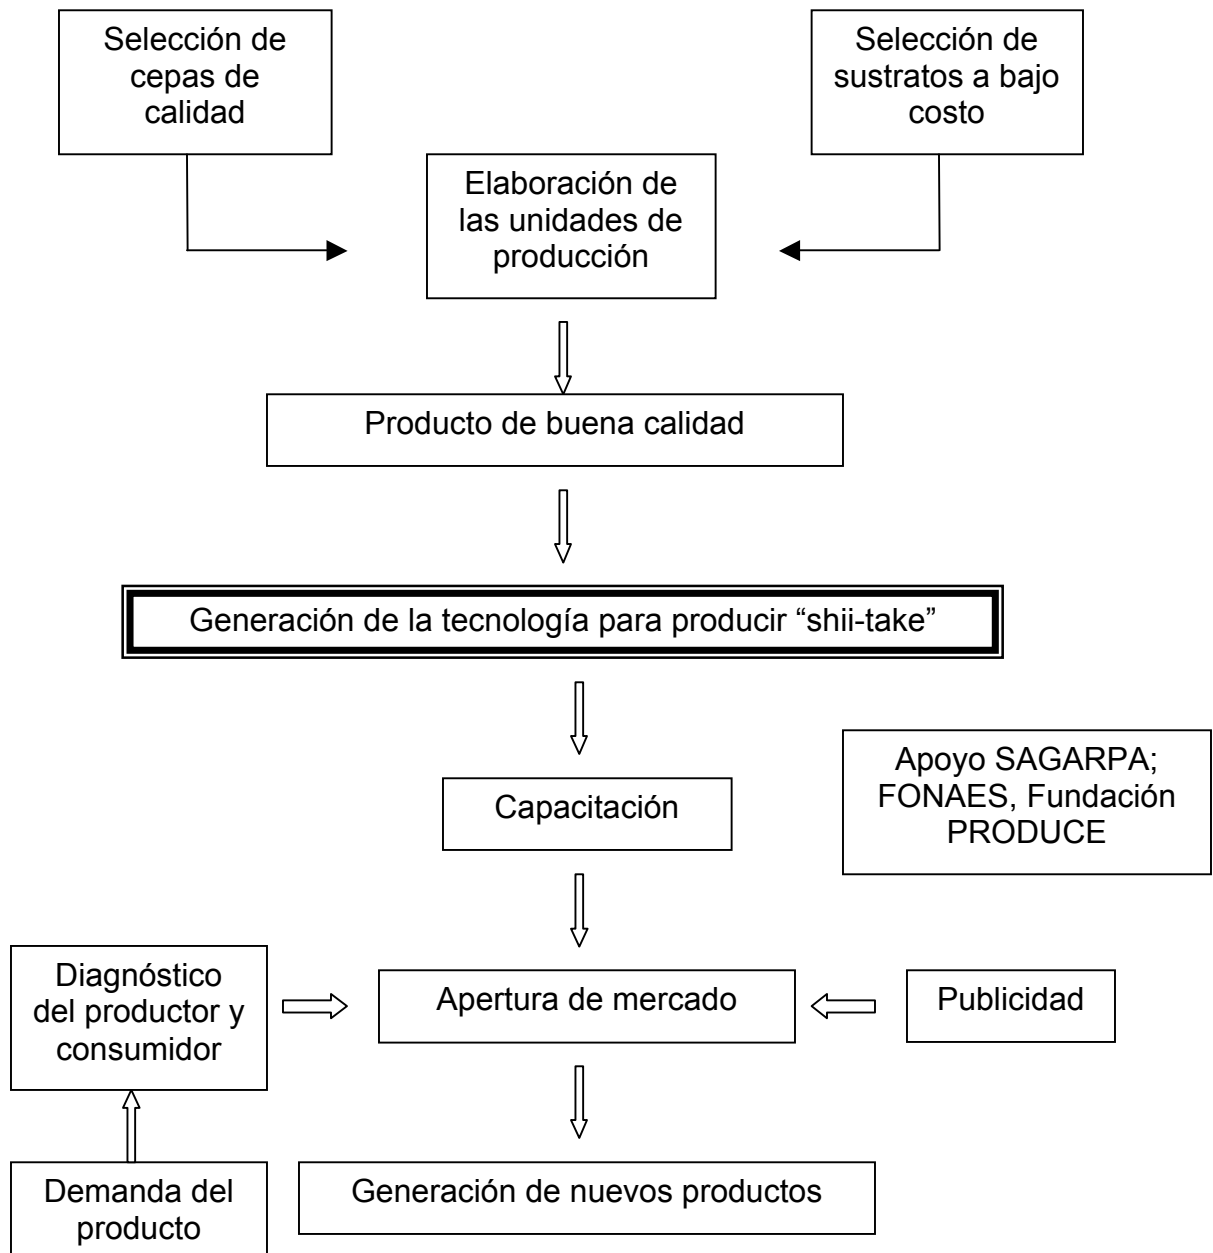 Selección de
cepas de
calidad
Selección de
sustratos a bajo
costo
Elaboración de
las unidades de
producción
Producto de buena calidad
Generación de la tecnología para producir “shii-take”
Capacitación
Apoyo SAGARPA;
FONAES, Fundación
PRODUCE
Diagnóstico
del productor y
consumidor
Apertura de mercado
Publicidad
Demanda del
producto
Generación de nuevos productos